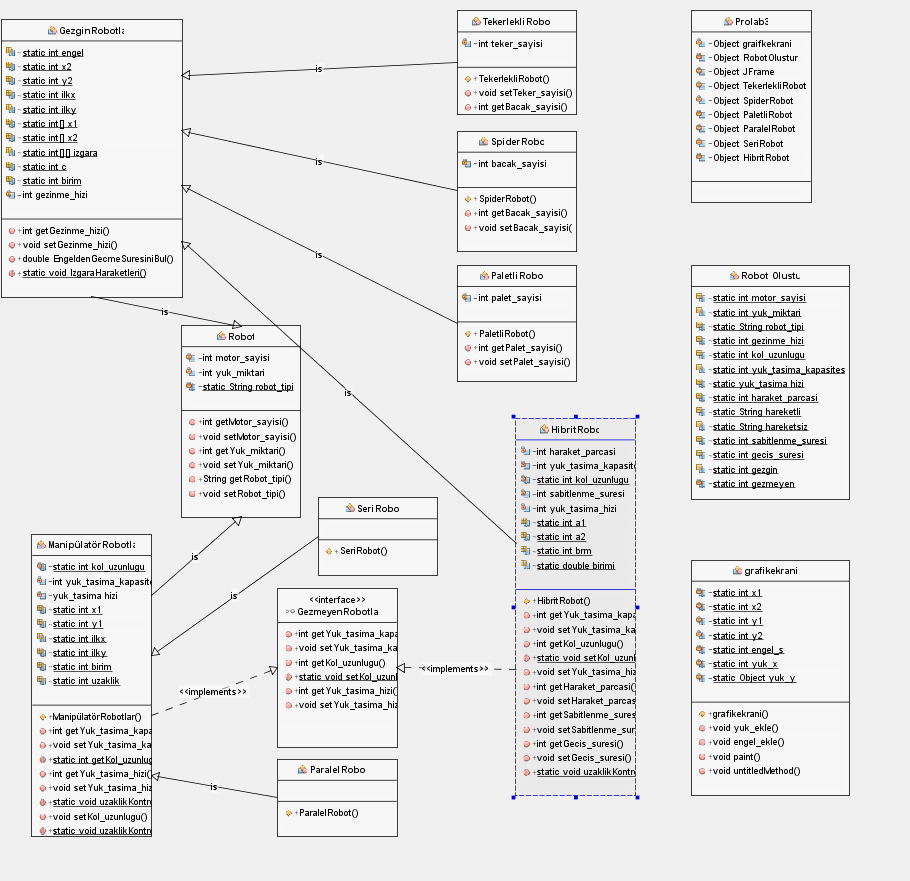 GezginRobotla
-static int engel
-static int x2
-static int y2
-static int ilkx
-static int ilky
-static int[] x1
-static int[] x2
-static int[][] izgara
-static int c
-static int birim
-int gezinme_hizi
+int getGezinme_hizi()
+void setGezinme_hizi()
+double EngeldenGecmeSuresiniBul()
+static void IzgaraHaraketleri()
Tekerlekli Robo
-int teker_sayisi
+TekerlekliRobot()
+void setTeker_sayisi()
+int getBacak_sayisi()
SpiderRobo
-int bacak_sayisi
+SpiderRobot()
+int getBacak_sayisi()
+void setBacak_sayisi(
Paletli Robo
-int palet_sayisi
+PaletliRobot()
+int getPalet_sayisi()
+void setPalet_sayisi()
Prolab3
-Object graifkekrani
-Object RobotOlustur
-Object JFrame
-Object TekerlekliRobot
-Object SpiderRobot
-Object PaletliRobot
-Object ParalelRobot
-Object SeriRobot
-Object HibritRobot
is
is
is
is
is
Robot
-int motor_sayisi
-int yuk_miktari
-static String robot_tipi
+int getMotor_sayisi()
+void setMotor_sayisi()
+int getYuk_miktari()
+void setYuk_miktari()
+String getRobot_tipi()
+void setRobot_tipi()
Robot Olustu
-static int motor_sayisi
-static int yuk_miktari
-static String robot_tipi
-static int gezinme_hizi
-static int kol_uzunlugu
-static int yuk_tasima_kapasites
-static yuk_tasima hizi
-static int haraket_parcasi
-static String hareketli
-static String hareketsiz
-static int sabitlenme_suresi
-static int gecis_suresi
-static int gezgin
-static int gezmeyen
HibritRobo
-int haraket_parcasi
-int yuk_tasima_kapasit
-static int kol_uzunlugu
-int sabitlenme_suresi
-int yuk_tasima_hizi
-static int a1
-static int a2
-static int brm
-static double birimi
+HibritRobot()
+int getYuk_tasima_kapa
+void setYuk_tasima_ka
+int getKol_uzunlugu()
+static void setKol_uzunl
+void setYuk_tasima_hiz
+int getHaraket_parcasi(
+void setHaraket_parcas
+int getSabitlenme_sures
+void setSabitlenme_sur
+int getGecis_suresi()
+void setGecis_suresi()
+static void uzaklikKontr
Seri Robo
+SeriRobot()
is
is
is
Manipülatör Robotla
-static int kol_uzunlugu
-int yuk_tasima_kapasite
-yuk_tasima hizi
-static int x1
-static int y1
-static int ilkx
-static int ilky
-static int birim
-static int uzaklik
+ManipülatörRobotlar()
+int getYuk_tasima_kapa
+void setYuk_tasima_ka
+static int getKol_uzunlug
+int getYuk_tasima_hizi()
+void setYuk_tasima_hiz
+static void uzaklikKontro
+void setKol_uzunlugu()
+static void uzaklikKontr
<<interface>>
GezmeyenRobotla
+int getYuk_tasima_kapa
+void setYuk_tasima_ka
+int getKol_uzunlugu()
+static void setKol_uzunl
+int getYuk_tasima_hizi(
+void setYuk_tasima_hiz
<<implements>>
<<implements>>
Paralel Robo
+ParalelRobot()
grafikekrani
-static int x1
-static int x2
-static int y1
-static int y2
-static int engel_s
-static int yuk_x
-static Object yuk_y
+grafikekrani()
+void yuk_ekle()
+void engel_ekle()
+void paint()
+void untitledMethod()